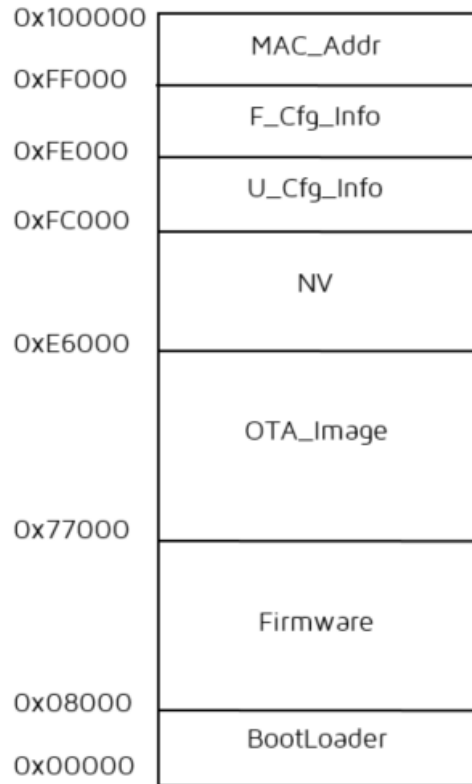 0x100000
MAC_Addr
0xFF000
F_Cfg_Info
0xFE000
U_Cfg_Info
0xFC000
NV
0xE6000
OTA_Image
0x77000
Firmware
0x08000
BootLoader
0x00000